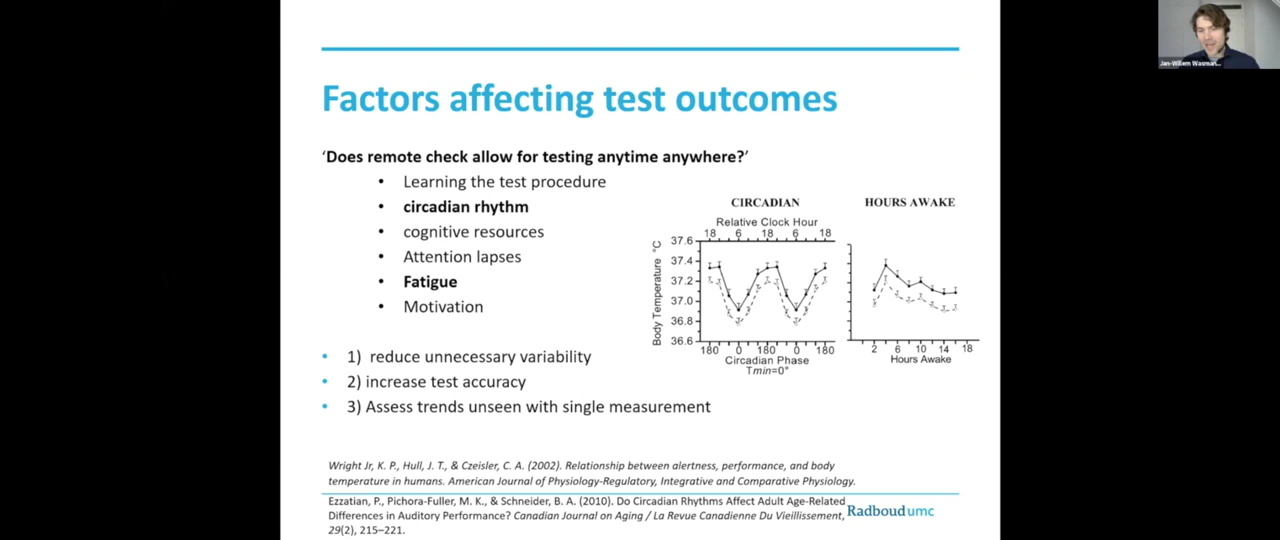 Jan-Willem Wasman...
Factors affecting test outcomes
‘Does remote check allow for testing anytime anywhere?’
• Learning the test procedure
• circadian rhythm
• cognitive resources
• Attention lapses
• Fatigue
• Motivation
CIRCADIAN
Relative Clock Hour
18 6 18 6 18
Body Temperature °C
37.6
37.4
37.2
37.0
36.8
36.6
180 0 180 0 180
Circadian Phase
Tmin=0°
HOURS AWAKE
2 6 10 14 18
Hours Awake
• 1) reduce unnecessary variability
• 2) increase test accuracy
• 3) Assess trends unseen with single measurement
Wright Jr, K. P., Hull, J. T., & Czeisler, C. A. (2002). Relationship between alertness, performance, and body
temperature in humans. American Journal of Physiology-Regulatory, Integrative and Comparative Physiology.
Ezzatian, P., Pichora-Fuller, M. K., & Schneider, B. A. (2010). Do Circadian Rhythms Affect Adult Age-Related
Differences in Auditory Performance? Canadian Journal on Aging / La Revue Canadienne Du Vieillissement,
29(2), 215–221.
Radboudumc